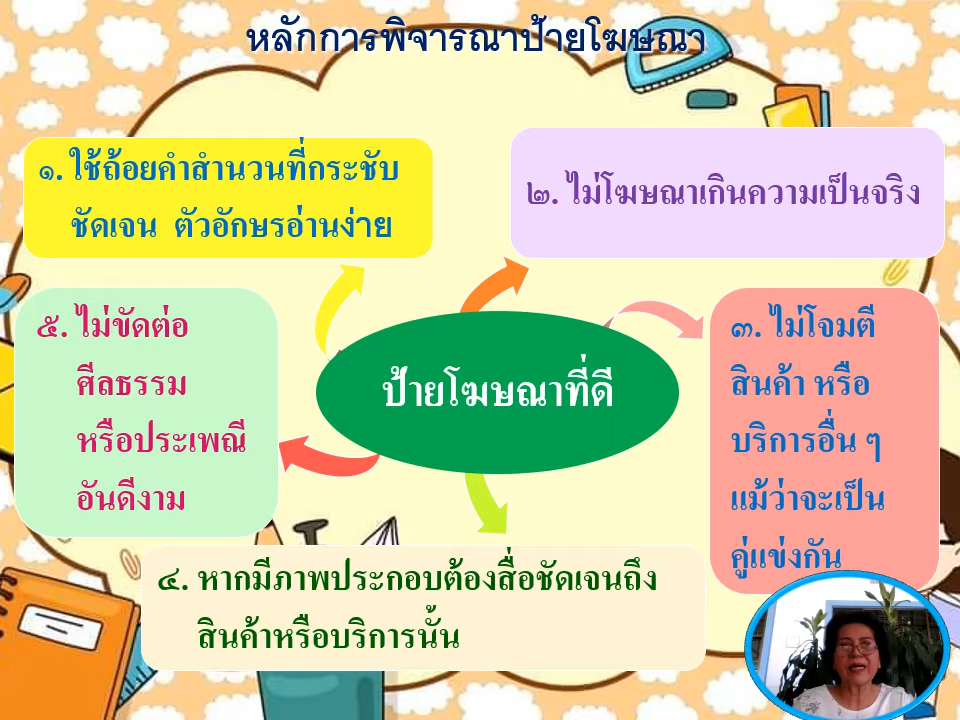 หลักการพิจารณาป้ายโฆษณา
๑. ใช้ถ้อยคำสำนวนที่กระชับ
ชัดเจน ตัวอักษรอ่านง่าย
๒. ไม่โฆษณาเกินความเป็นจริง
๓. ไม่โจมตี
สินค้า หรือ
บริการอื่น ๆ
แม้ว่าจะเป็น
คู่แข่งกัน
๔. หากมีภาพประกอบต้องสื่อชัดเจนถึง
สินค้าหรือบริการนั้น
๕. ไม่ขัดต่อ
ศีลธรรม
หรือประเพณี
อันดีงาม
ป้ายโฆษณาที่ดี